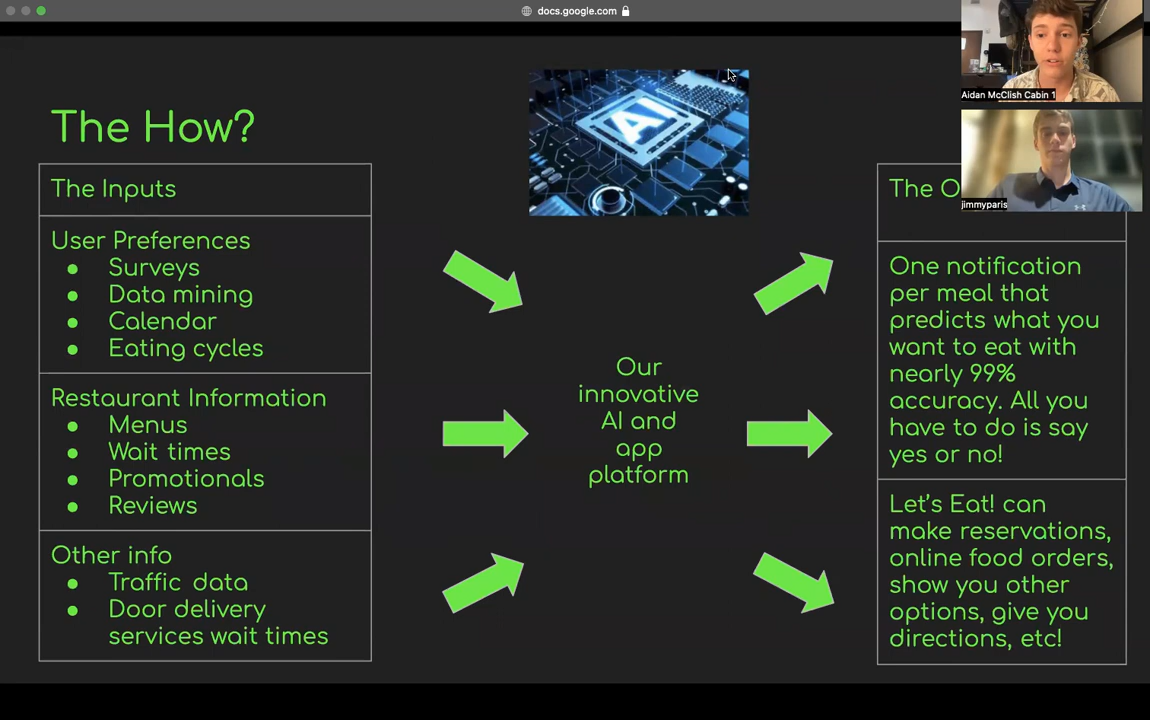 docs.google.com
Aidan McClish Cabin 1
jimmyparis
The How?
The Inputs
User Preferences
● Surveys
● Data mining
● Calendar
● Eating cycles
Restaurant Information
● Menus
● Wait times
● Promotionals
● Reviews
Other info
● Traffic data
● Door delivery
services wait times
AI
Our
innovative
AI and
app
platform
The
One notification
per meal that
predicts what you
want to eat with
nearly 99%
accuracy. All you
have to do is say
yes or no!
Let's Eat! can
make reservations,
online food orders,
show you other
options, give you
directions, etc!